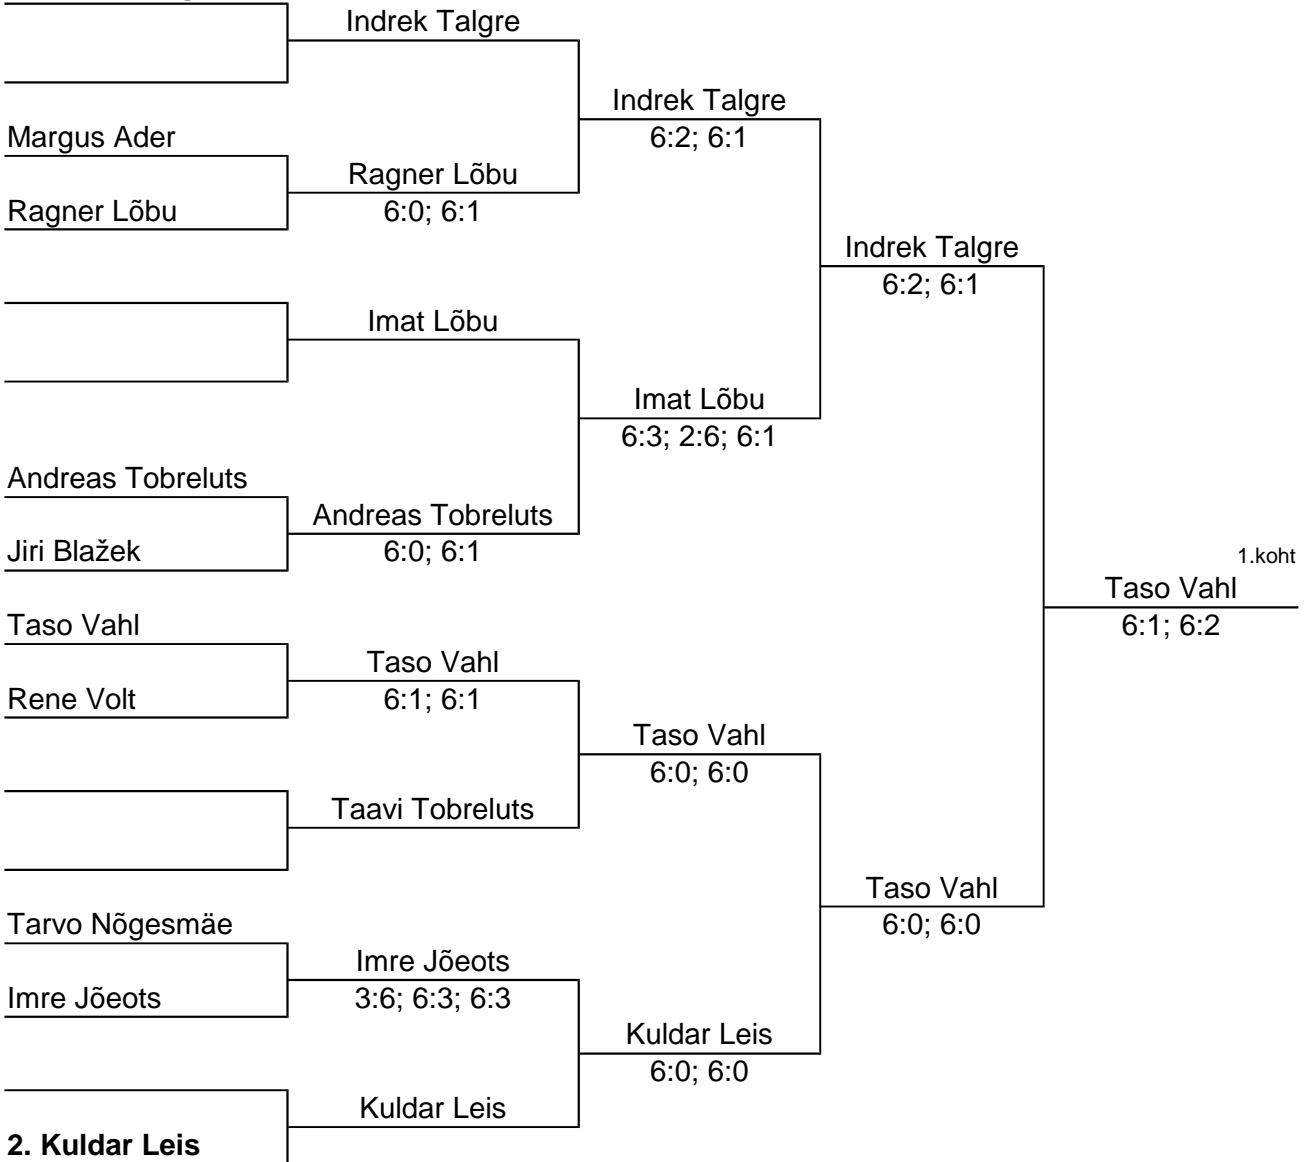 Indrek Talgre
Indrek Talgre
6:2; 6:1
Margus Ader
Ragner Lõbu
Ragner Lõbu
6:0; 6:1
Indrek Talgre
6:2; 6:1
Imat Lõbu
Imat Lõbu
6:3; 2:6; 6:1
Andreas Tobreluts
Andreas Tobreluts
Jiri Blažek
6:0; 6:1
1.koht
Taso Vahl
6:1; 6:2
Taso Vahl
Taso Vahl
Rene Volt
6:1; 6:1
Taso Vahl
6:0; 6:0
Taavi Tobreluts
Taso Vahl
6:0; 6:0
Tarvo Nõgesmäe
Imre Jõeots
Imre Jõeots
3:6; 6:3; 6:3
Kuldar Leis
6:0; 6:0
Kuldar Leis
2. Kuldar Leis